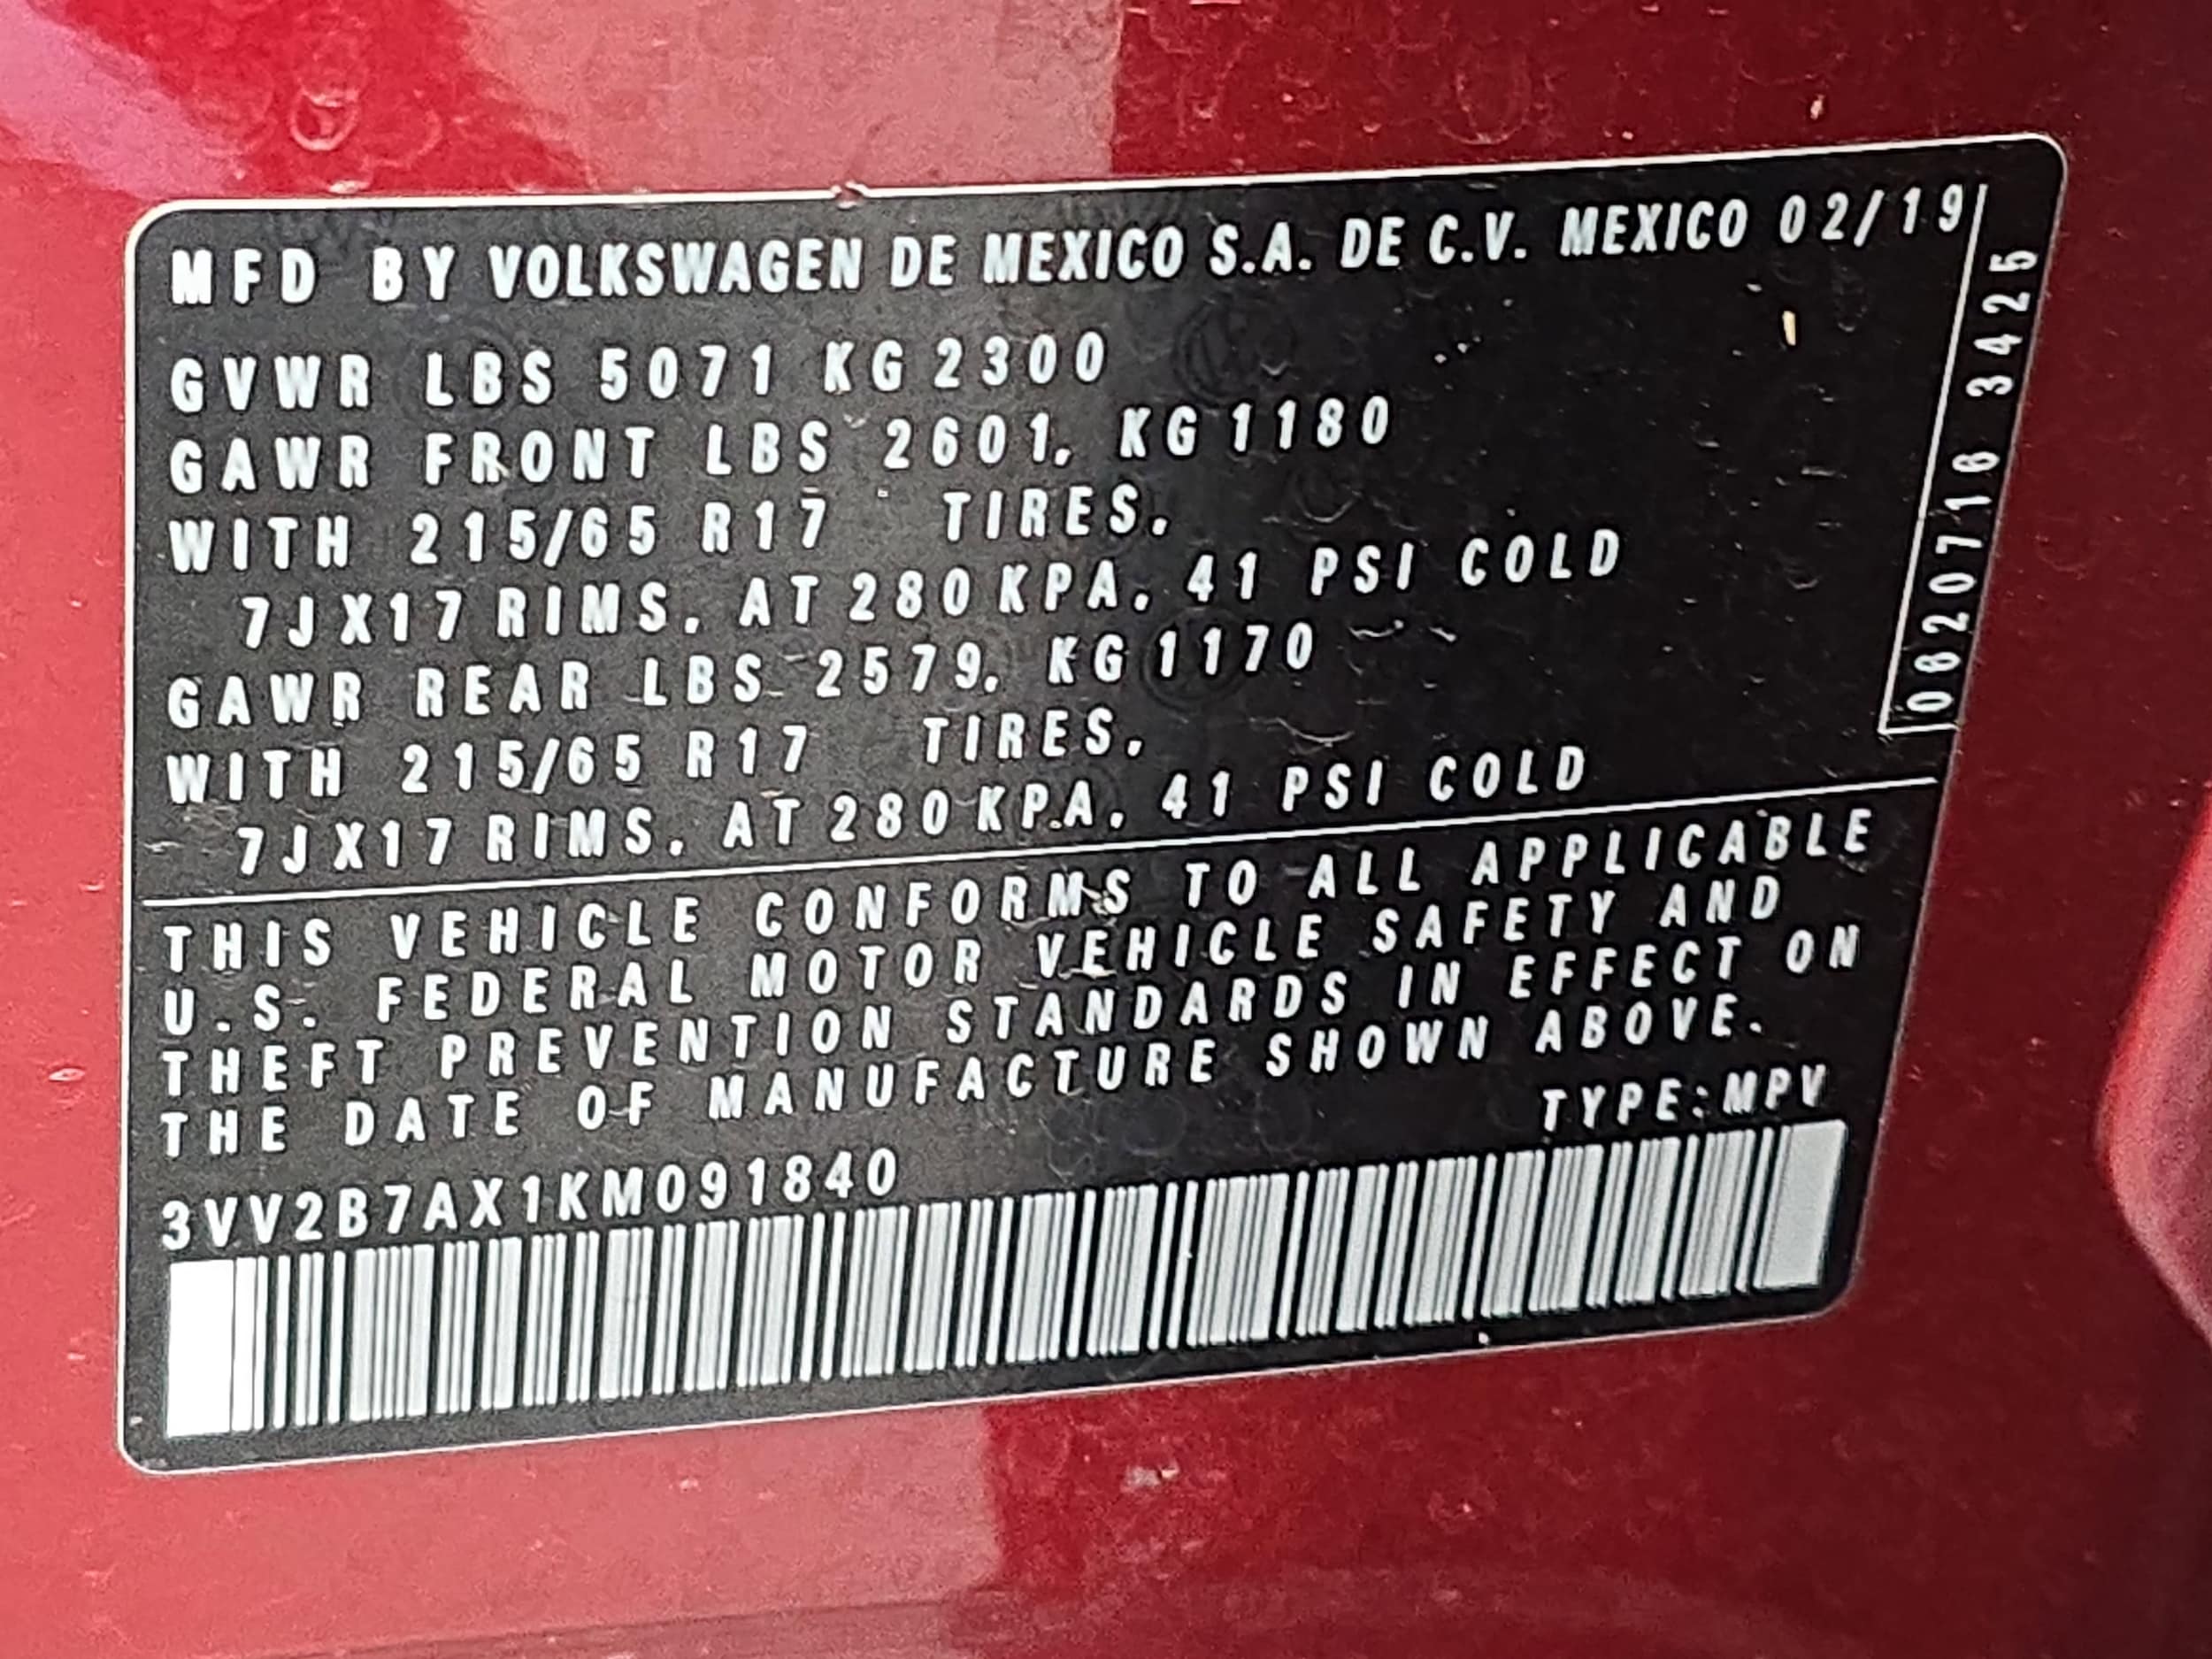 MFD BY VOLKSWAGEN DE MEXICO S.A. DE C.V. MEXICO 02/19
GVWR LBS 5071 KG 2300
GAWR FRONT LBS 2601, KG 1180
WITH 215/65 R17 TIRES,
7JX17 RIMS, AT 280 KPA, 41 PSI COLD
GAWR REAR LBS 2579, KG 1170
WITH 215/65 R17 TIRES,
7JX17 RIMS, AT 280 KPA, 41 PSI COLD
0820716 3425
THIS VEHICLE CONFORMS TO ALL APPLICABLE
U.S. FEDERAL MOTOR VEHICLE SAFETY AND
THEFT PREVENTION STANDARDS IN EFFECT ON
THE DATE OF MANUFACTURE SHOWN ABOVE.
TYPE:MPV
3VV2B7AX1KM091840